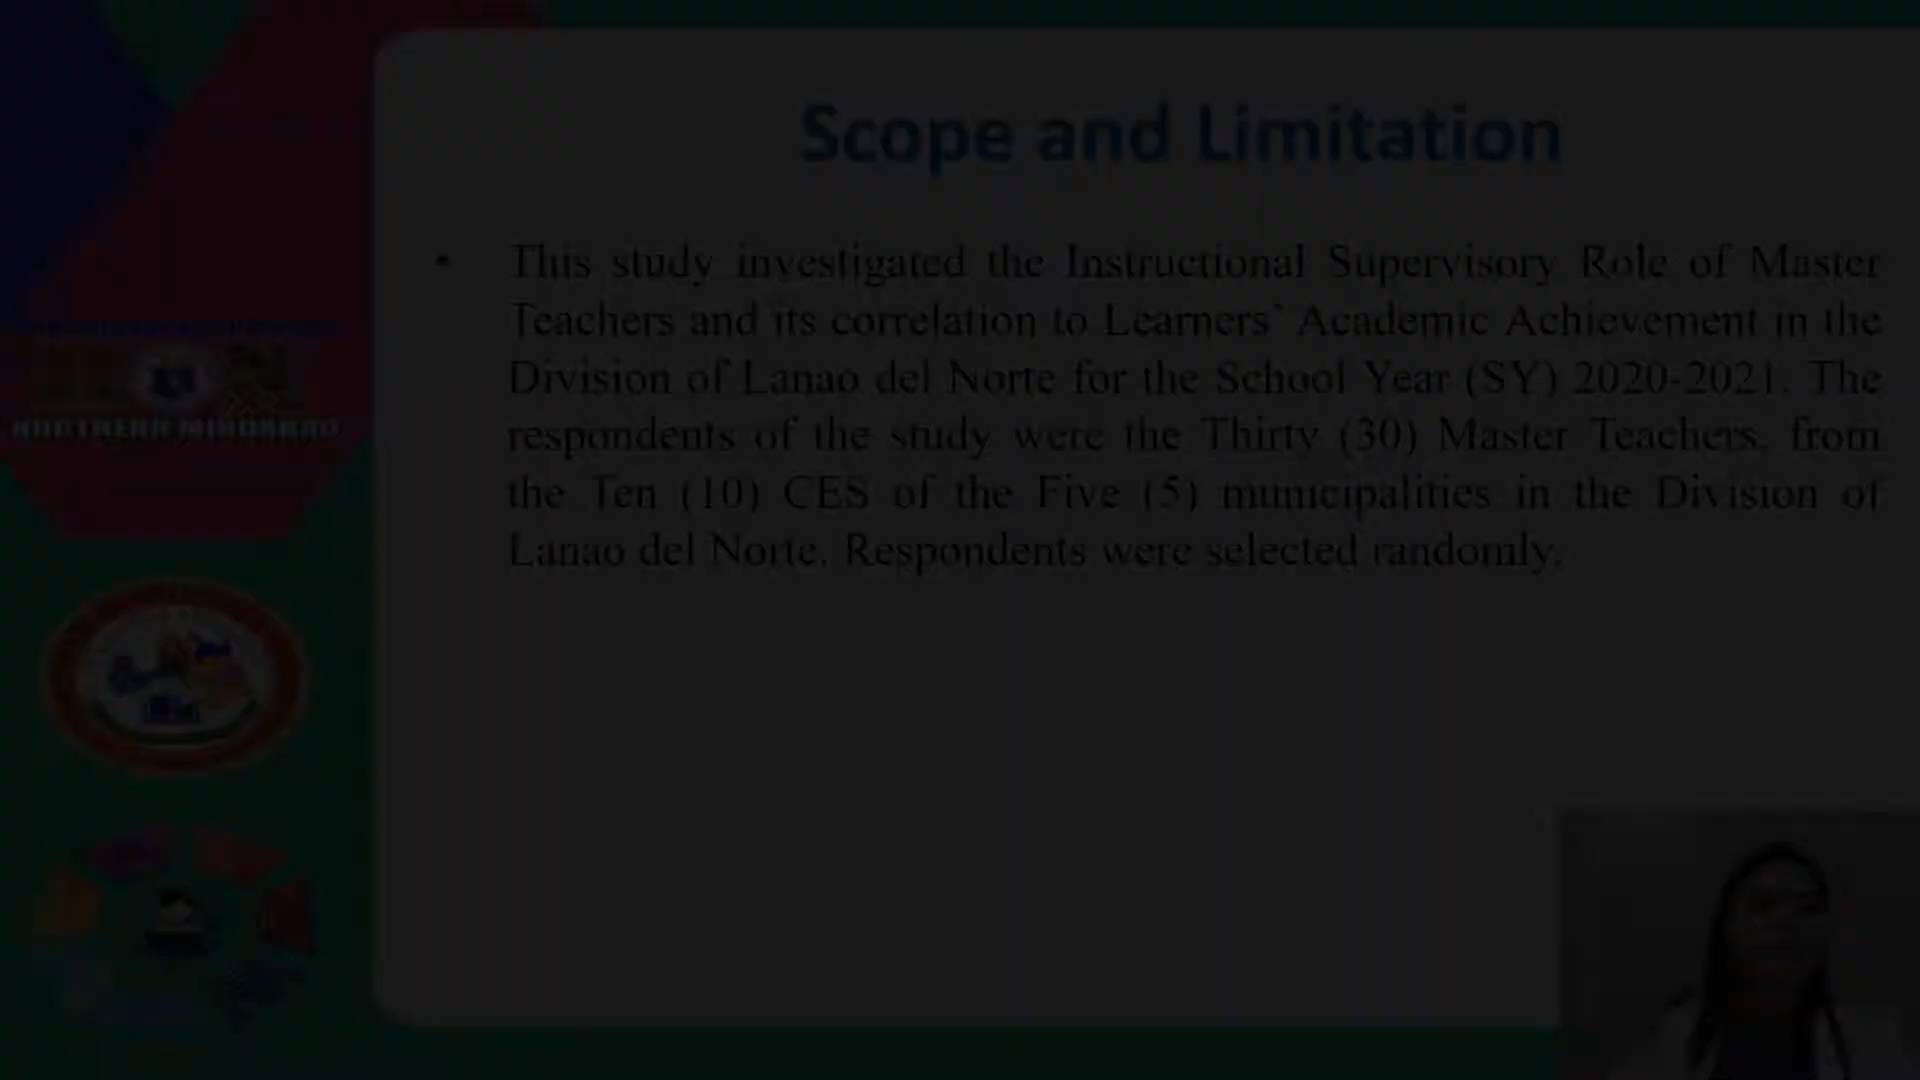 Scope and Limitation
• This study investigated the Instructional Supervisory Role of Master
Teachers and its correlation to Learners' Academic Achievement in the
Division of Lanao del Norte for the School Year (SY) 2020-2021. The
respondents of the study were the Thirty (30) Master Teachers, from
the Ten (10) CES of the Five (5) municipalities in the Division of
Lanao del Norte. Respondents were selected randomly.
NORTHERN MINDANAO